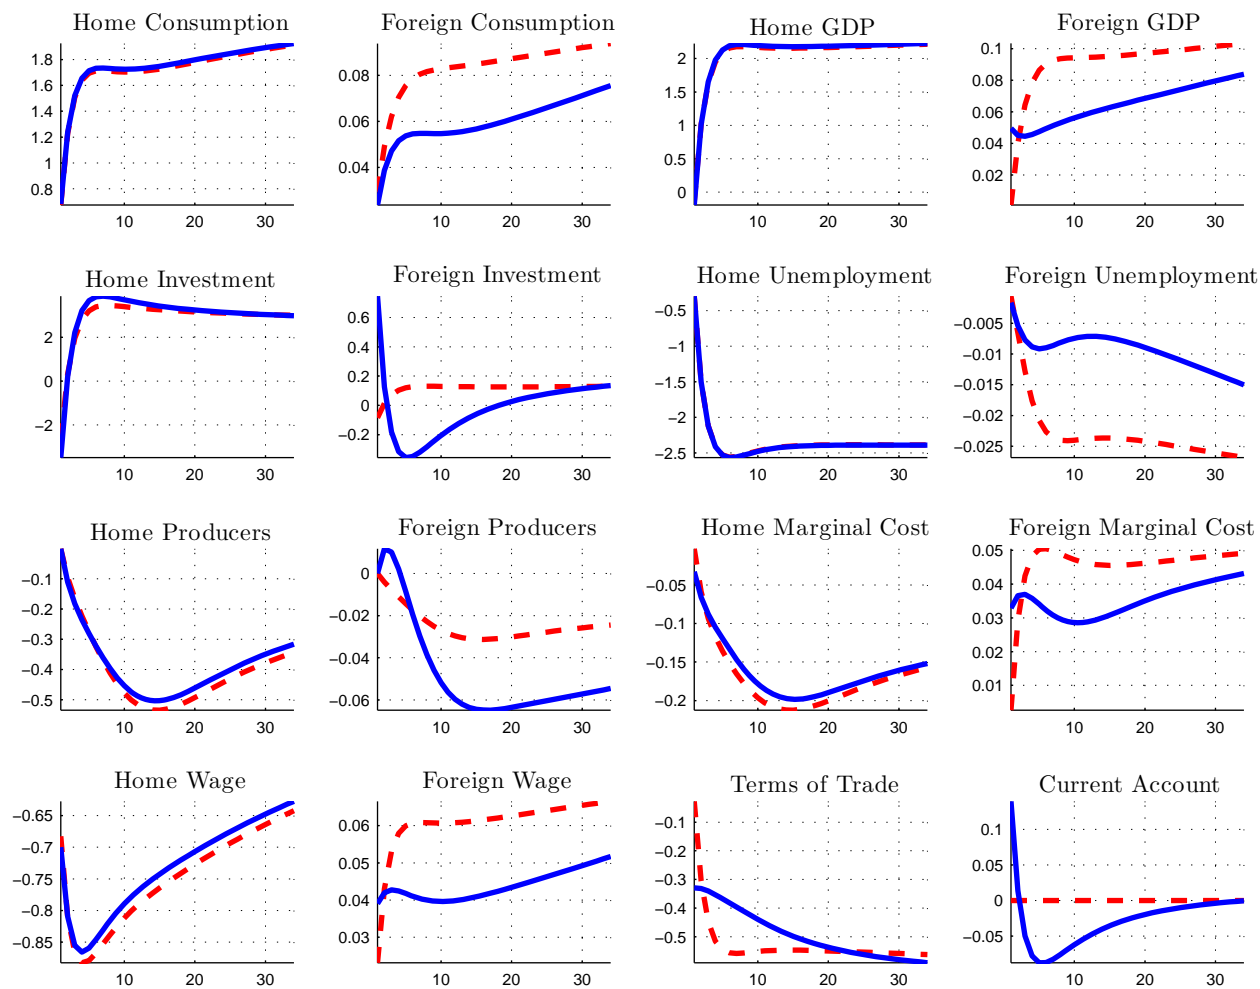 Home Consumption
1.8
1.6
1.4
1.2
1
0.8
10 20 30
Foreign Consumption
0.08
0.06
0.04
10 20 30
Home GDP
2
1.5
1
0.5
0
10 20 30
Foreign GDP
0.1
0.08
0.06
0.04
0.02
10 20 30
Home Investment
2
0
−2
10 20 30
Foreign Investment
0.6
0.4
0.2
0
−0.2
10 20 30
Home Unemployment
−0.5
−1
−1.5
−2
−2.5
10 20 30
Foreign Unemployment
−0.005
−0.01
−0.015
−0.02
−0.025
10 20 30
Home Producers
−0.1
−0.2
−0.3
−0.4
−0.5
10 20 30
Foreign Producers
0
−0.02
−0.04
−0.06
10 20 30
Home Marginal Cost
−0.05
−0.1
−0.15
−0.2
10 20 30
Foreign Marginal Cost
0.05
0.04
0.03
0.02
0.01
10 20 30
Home Wage
−0.65
−0.7
−0.75
−0.8
−0.85
10 20 30
Foreign Wage
0.06
0.05
0.04
0.03
10 20 30
Terms of Trade
−0.1
−0.2
−0.3
−0.4
−0.5
10 20 30
Current Account
0.1
0.05
0
−0.05
10 20 30